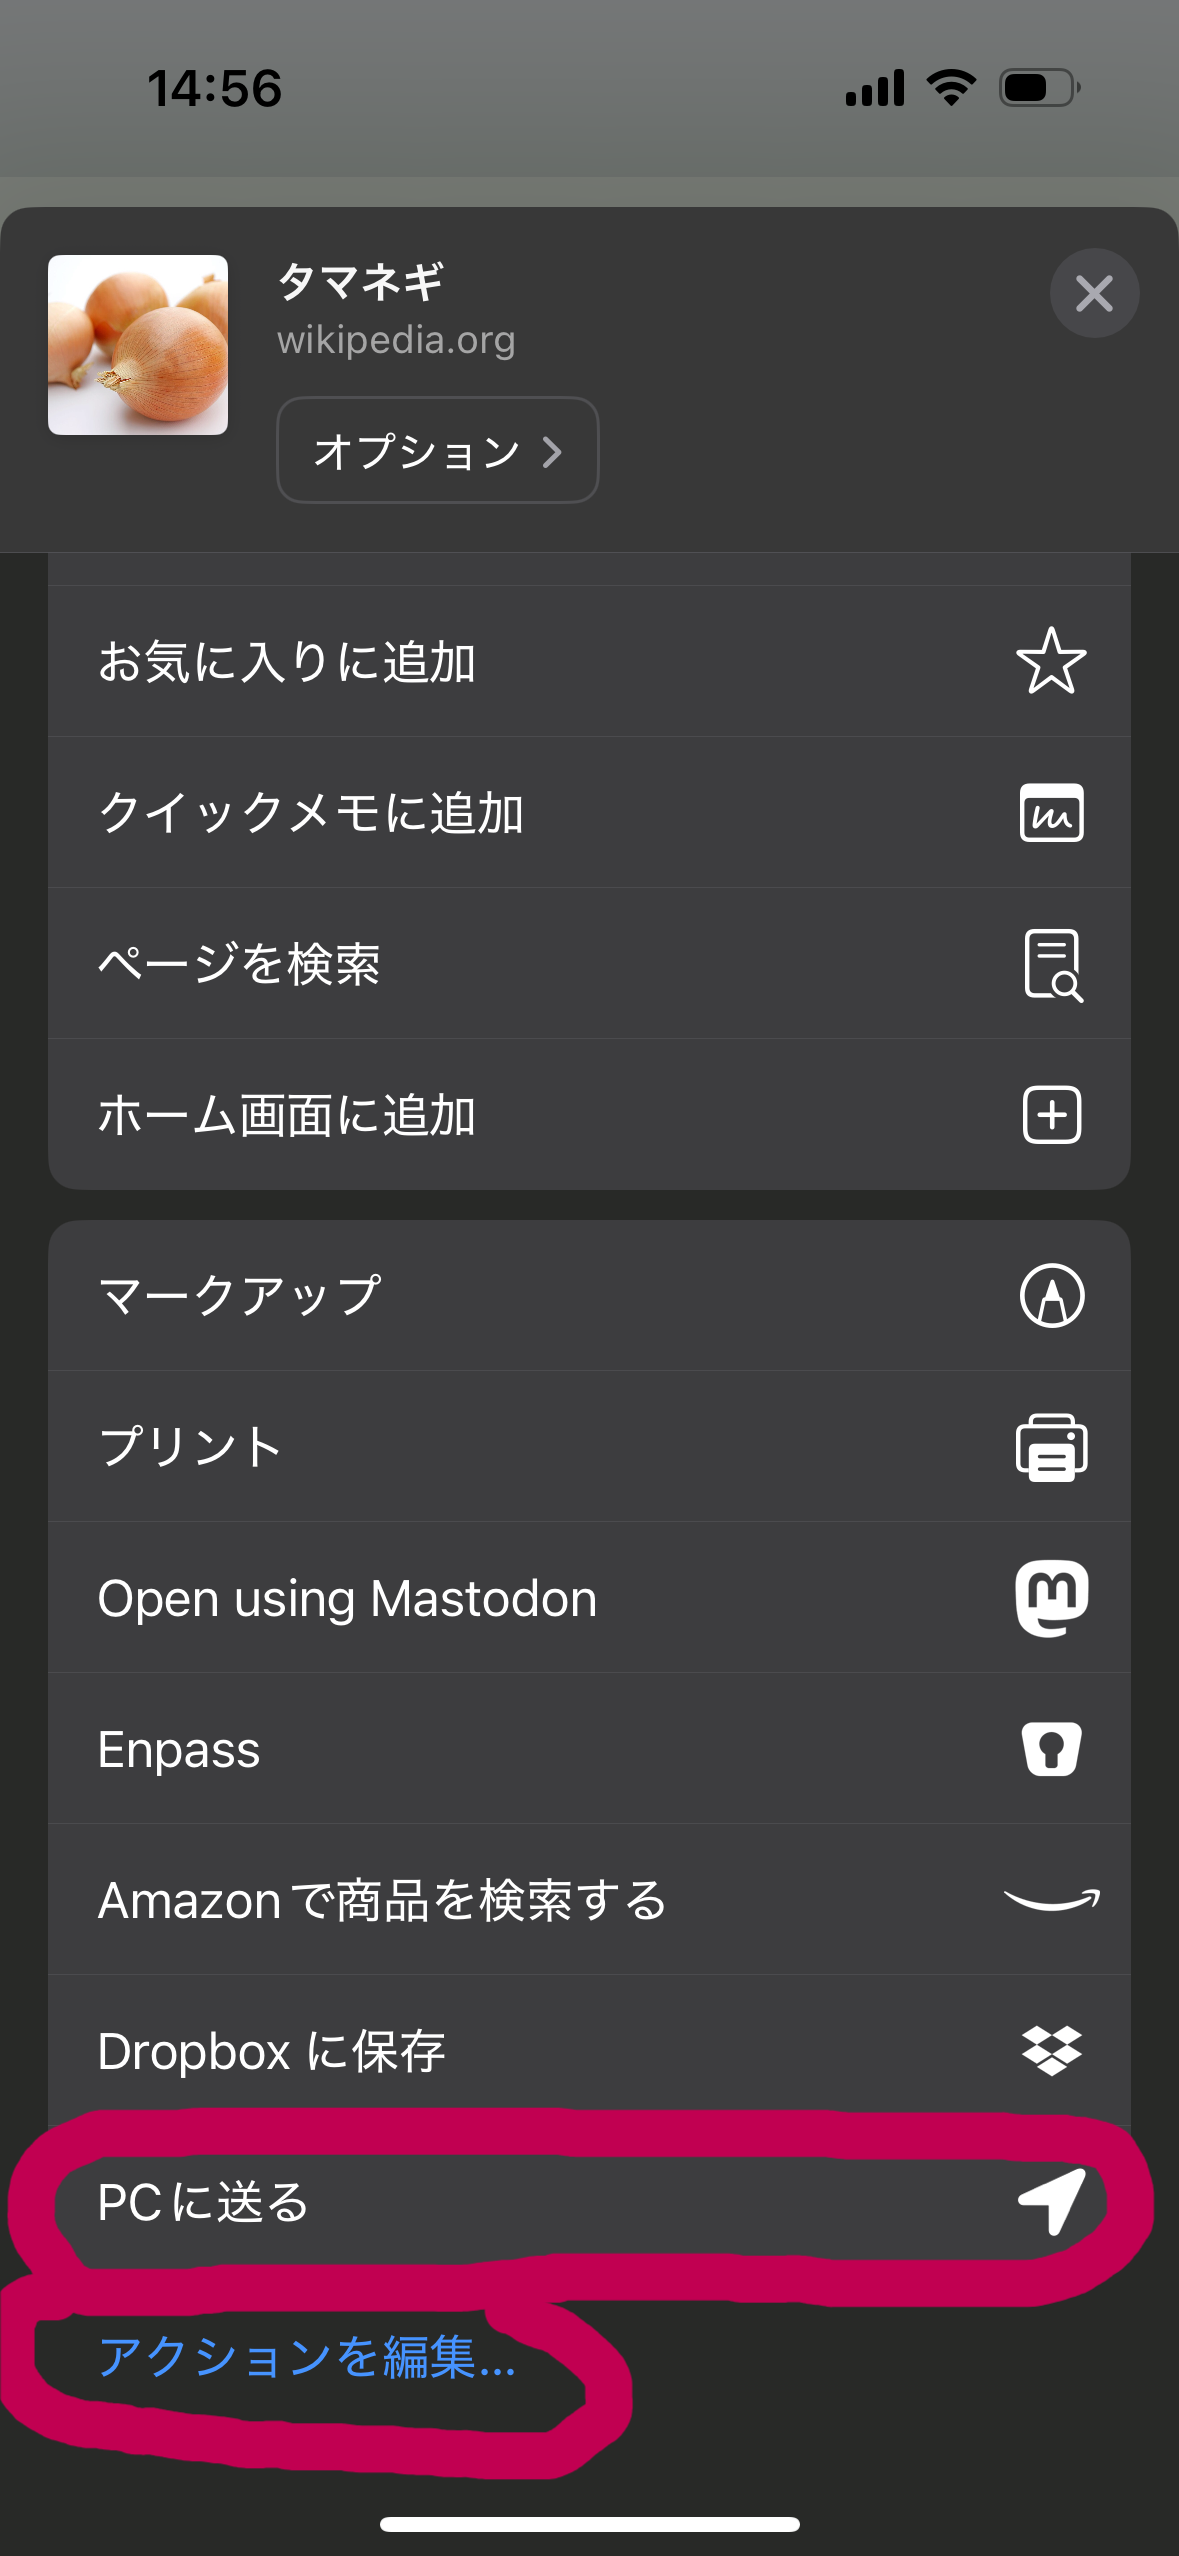 14:56
タマネギ
wikipedia.org
オプション
お気に入りに追加
クイックメモに追加
ページを検索
ホーム画面に追加
マークアップ
プリント
Open using Mastodon
Enpass
Amazonで商品を検索する
Dropbox に保存
PCに送る
アクションを編集...